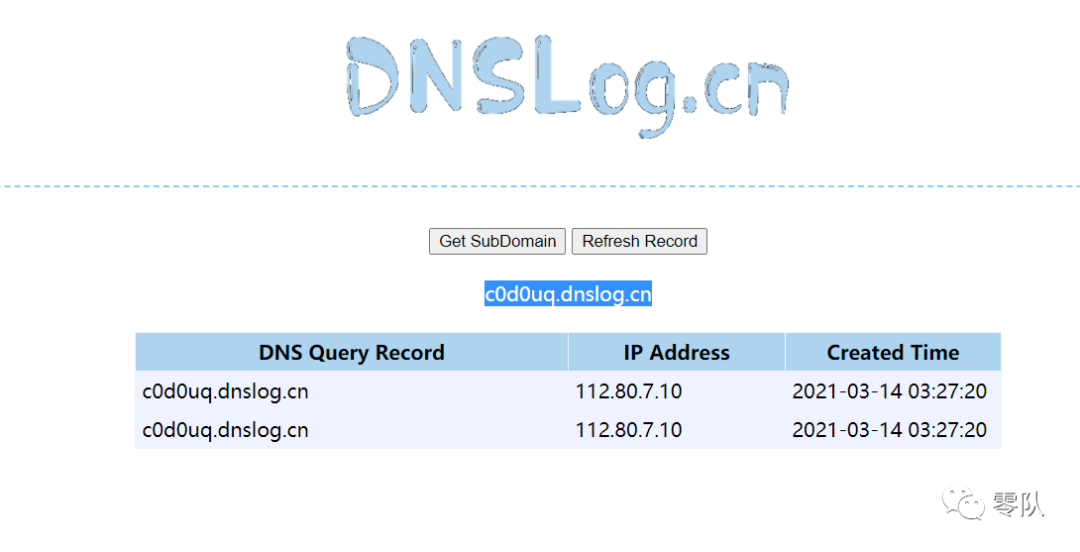 DNSLog.cn
Get SubDomain Refresh Record
c0d0uq.dnslog.cn
DNS Query Record IP Address Created Time
c0d0uq.dnslog.cn 112.80.7.10 2021-03-14 03:27:20
c0d0uq.dnslog.cn 112.80.7.10 2021-03-14 03:27:20
零队